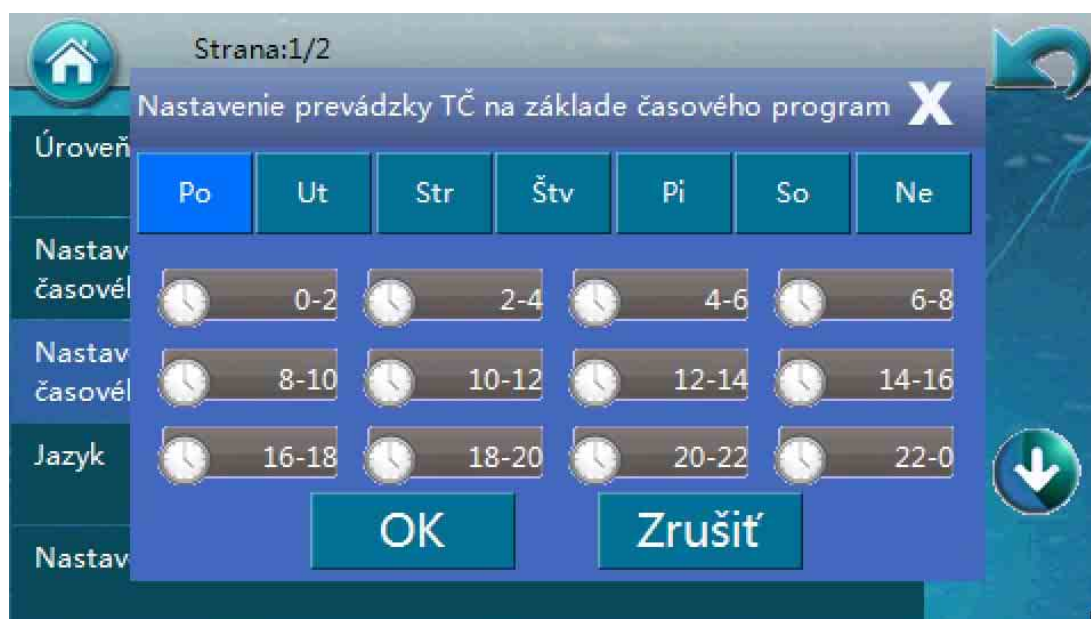 Strana:1/2
Nastavenie prevádzky TČ na základe časového program X
Úroveň
Po Ut Str Štv Pi So Ne
Nastav
časovél
0-2 2-4 4-6 6-8
Nastav
časovél
8-10 10-12 12-14 14-16
Jazyk
16-18 18-20 20-22 22-0
OK Zrušiť
Nastav